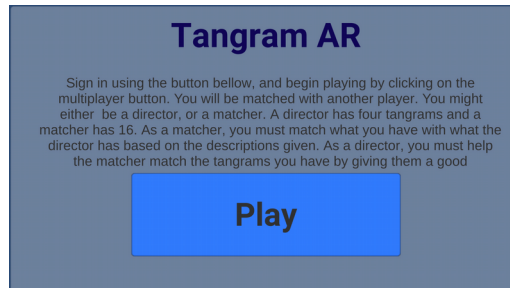 Tangram AR
Sign in using the button bellow, and begin playing by clicking on the
multiplayer button. You will be matched with another player. You might
either  be a director, or a matcher. A director has four tangrams and a
matcher has 16. As a matcher, you must match what you have with what the
director has based on the descriptions given. As a director, you must help
the matcher match the tangrams you have by giving them a good
Play